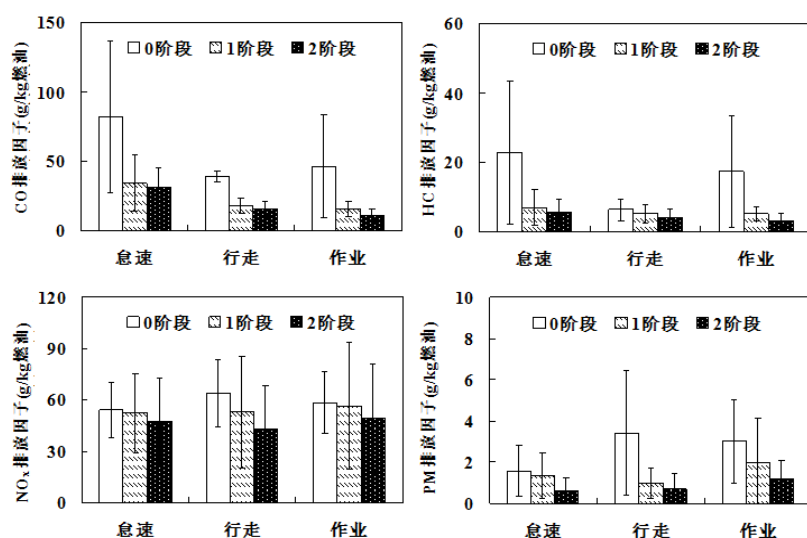 CO排放因子(g/kg燃油)
150
100
50
0
0阶段 1阶段 2阶段
怠速 行走 作业
HC排放因子(g/kg燃油)
60
40
20
0
0阶段 1阶段 2阶段
怠速 行走 作业
NOx排放因子(g/kg燃油)
120
90
60
30
0
0阶段 1阶段 2阶段
怠速 行走 作业
PM排放因子(g/kg燃油)
10
8
6
4
2
0
0阶段 1阶段 2阶段
怠速 行走 作业